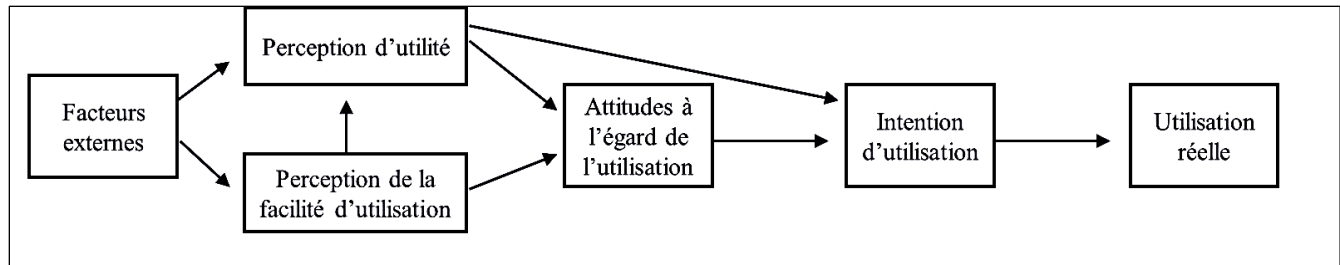 Perception d’utilité
Facteurs
externes
Perception de la
facilité d’utilisation
Attitudes à
l’égard de
l’utilisation
Intention
d’utilisation
Utilisation
réelle